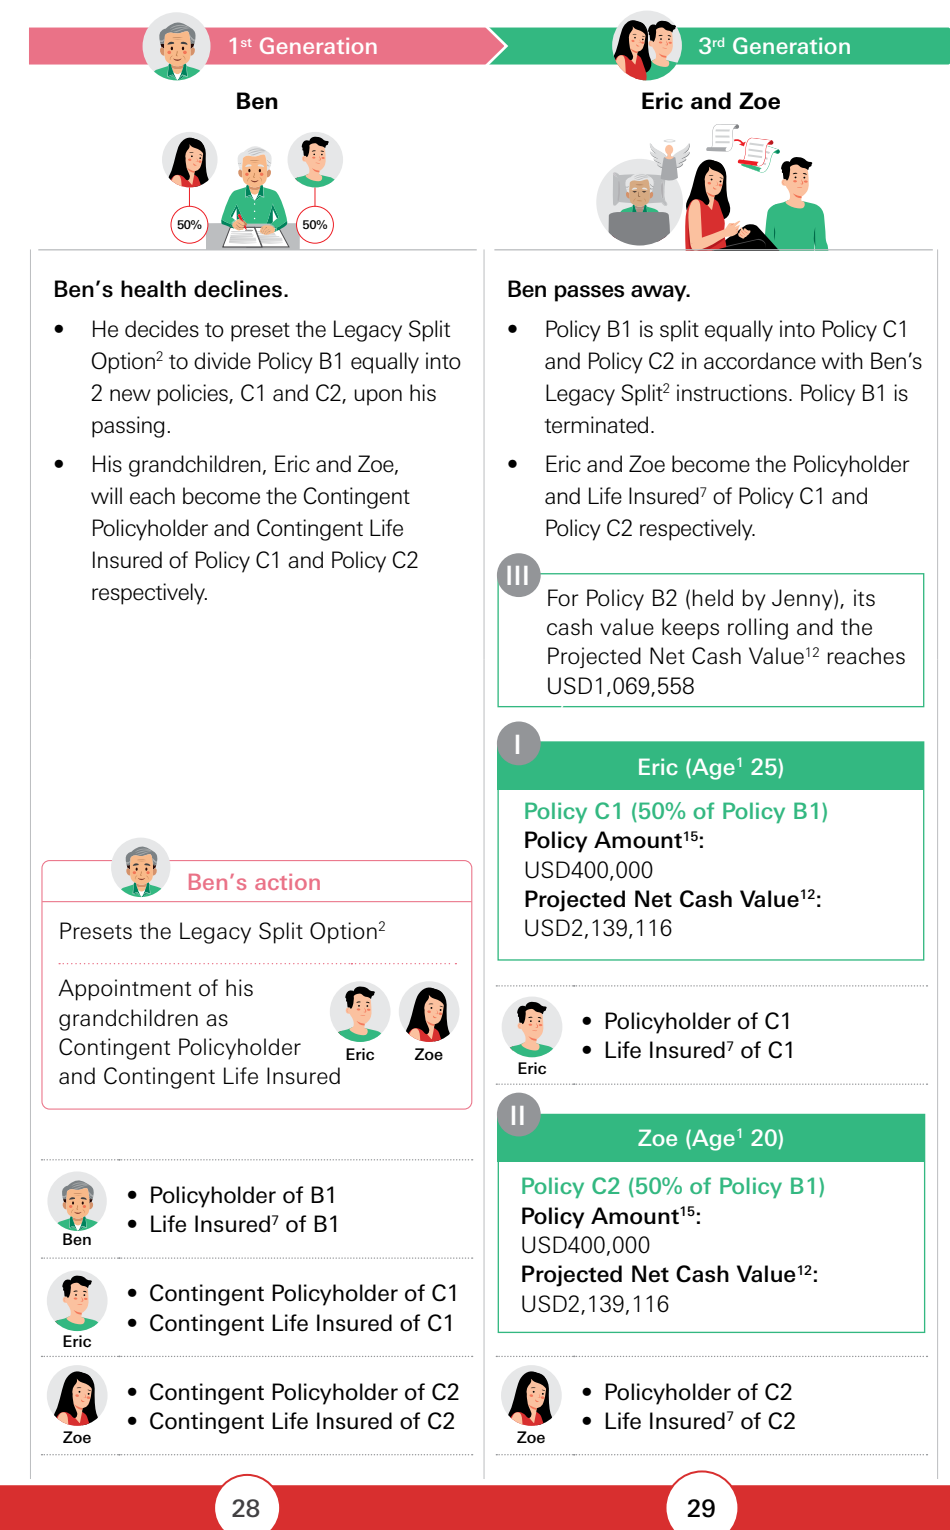 1st Generation
Ben
50%
50%
Ben's health declines.
• He decides to preset the Legacy Split
Option2 to divide Policy B1 equally into
2 new policies, C1 and C2, upon his
passing.
• His grandchildren, Eric and Zoe,
will each become the Contingent
Policyholder and Contingent Life
Insured of Policy C1 and Policy C2
respectively.
Ben's action
Presets the Legacy Split Option2
Appointment of his
grandchildren as
Contingent Policyholder
and Contingent Life Insured
Eric
Zoe
Ben
• Policyholder of B1
• Life Insured7 of B1
Eric
• Contingent Policyholder of C1
• Contingent Life Insured of C1
Zoe
• Contingent Policyholder of C2
• Contingent Life Insured of C2
28
3rd Generation
Eric and Zoe
Ben passes away.
• Policy B1 is split equally into Policy C1
and Policy C2 in accordance with Ben's
Legacy Split2 instructions. Policy B1 is
terminated.
• Eric and Zoe become the Policyholder
and Life Insured7 of Policy C1 and
Policy C2 respectively.
III
For Policy B2 (held by Jenny), its
cash value keeps rolling and the
Projected Net Cash Value12 reaches
USD1,069,558
I
Eric (Age1 25)
Policy C1 (50% of Policy B1)
Policy Amount15:
USD400,000
Projected Net Cash Value12:
USD2,139,116
Eric
• Policyholder of C1
• Life Insured7 of C1
II
Zoe (Age1 20)
Policy C2 (50% of Policy B1)
Policy Amount15:
USD400,000
Projected Net Cash Value12:
USD2,139,116
Zoe
• Policyholder of C2
• Life Insured7 of C2
29